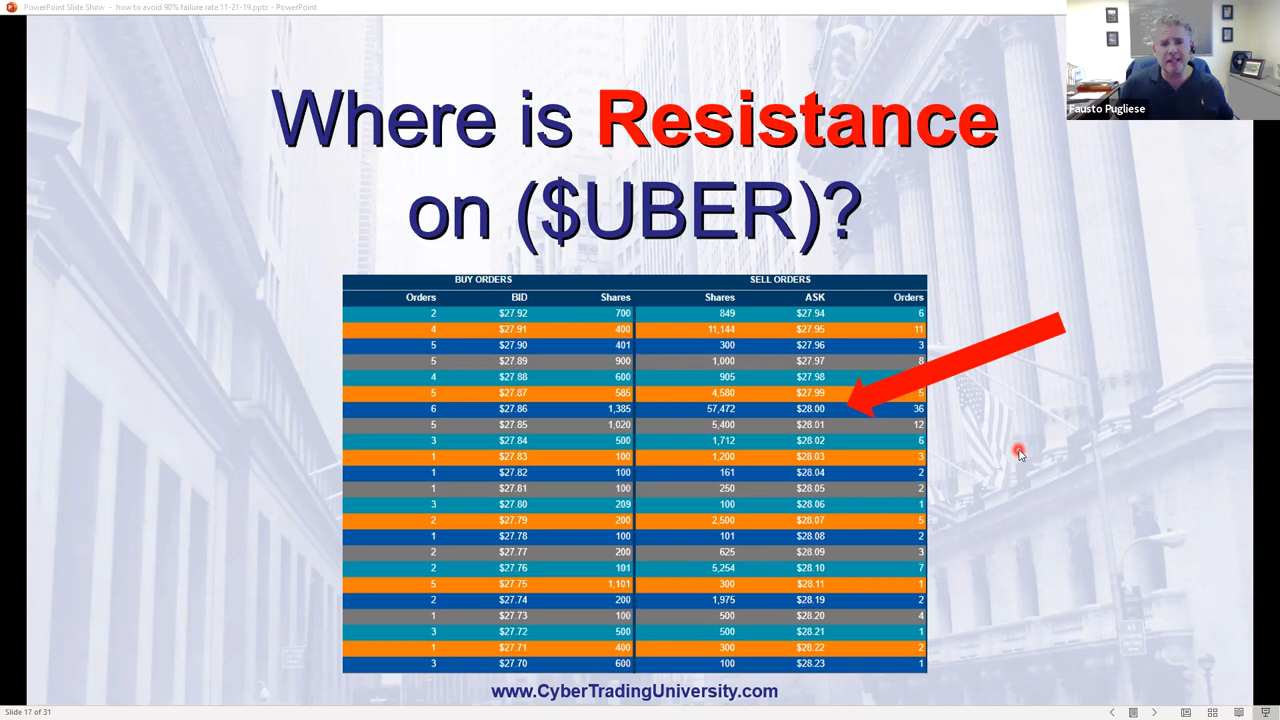 PowerPoint Slide Show - how to avoid 90% failure rate 11-21-19.pptx - PowerPoint
Fausto Pugliese
Where is Resistance
on ($UBER)?
BUY ORDERS SELL ORDERS
Orders BID Shares Shares ASK Orders
2 $27.92 700 849 $27.94 6
4 $27.91 400 11,144 $27.95 11
5 $27.90 401 300 $27.96 3
5 $27.89 900 1,000 $27.97 8
4 $27.88 600 905 $27.98
5 $27.87 585 4,580 $27.99 5
6 $27.86 1,385 57,472 $28.00 36
5 $27.85 1,020 5,400 $28.01 12
3 $27.84 500 1,712 $28.02 6
1 $27.83 100 1,200 $28.03 3
1 $27.82 100 161 $28.04 2
1 $27.81 100 250 $28.05 2
3 $27.80 209 100 $28.06 1
2 $27.79 200 2,500 $28.07 5
1 $27.78 100 101 $28.08 2
2 $27.77 200 625 $28.09 3
2 $27.76 101 5,254 $28.10 7
5 $27.75 1,101 300 $28.11 1
2 $27.74 200 1,975 $28.19 2
1 $27.73 100 500 $28.20 4
3 $27.72 500 500 $28.21 1
1 $27.71 400 300 $28.22 2
3 $27.70 600 100 $28.23 1
www.CyberTradingUniversity.com
Slide 17 of 31